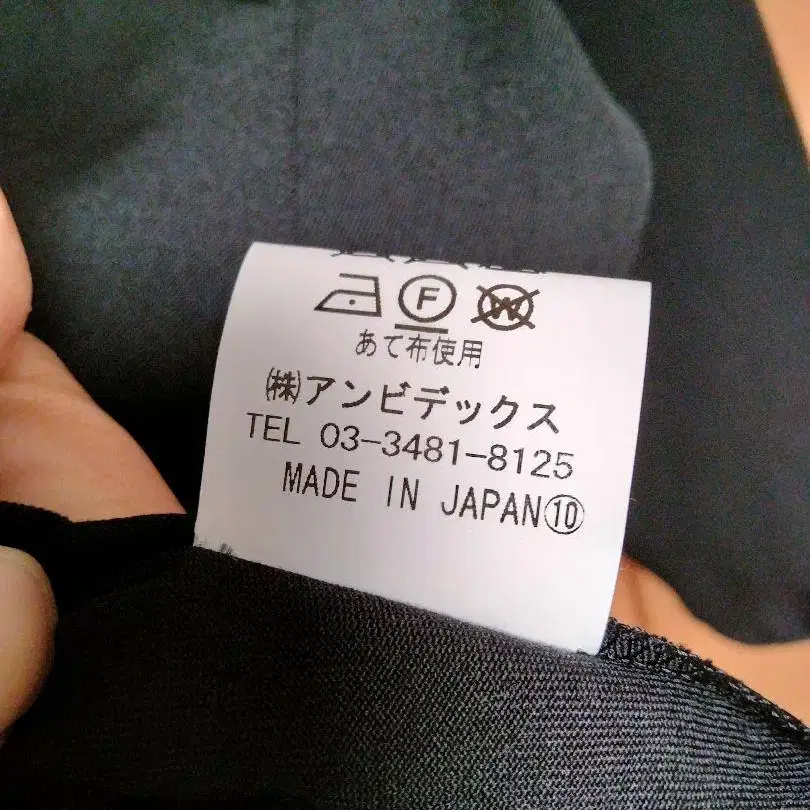 F W
あて布使用
㈱アンビデックス
TEL 03-3481-8125
MADE IN JAPAN⑩